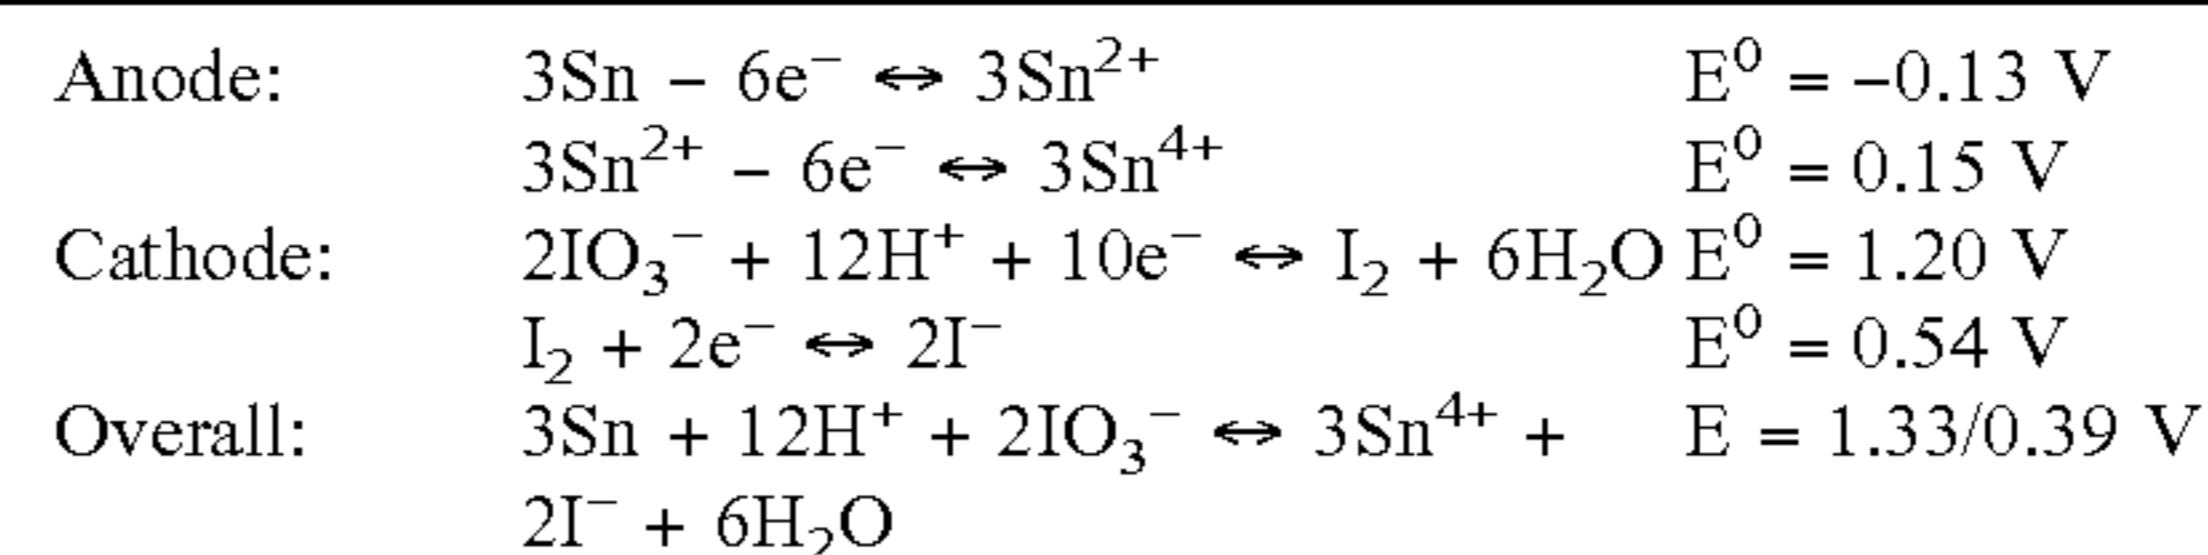 Anode: 3Sn – 6e⁻ ⇔ 3Sn²⁺ E⁰ = –0.13 V
3Sn²⁺ – 6e⁻ ⇔ 3Sn⁴⁺ E⁰ = 0.15 V
Cathode: 2IO₃⁻ + 12H⁺ + 10e⁻ ⇔ I₂ + 6H₂O E⁰ = 1.20 V
I₂ + 2e⁻ ⇔ 2I⁻ E⁰ = 0.54 V
Overall: 3Sn + 12H⁺ + 2IO₃⁻ ⇔ 3Sn⁴⁺ + E = 1.33/0.39 V
2I⁻ + 6H₂O